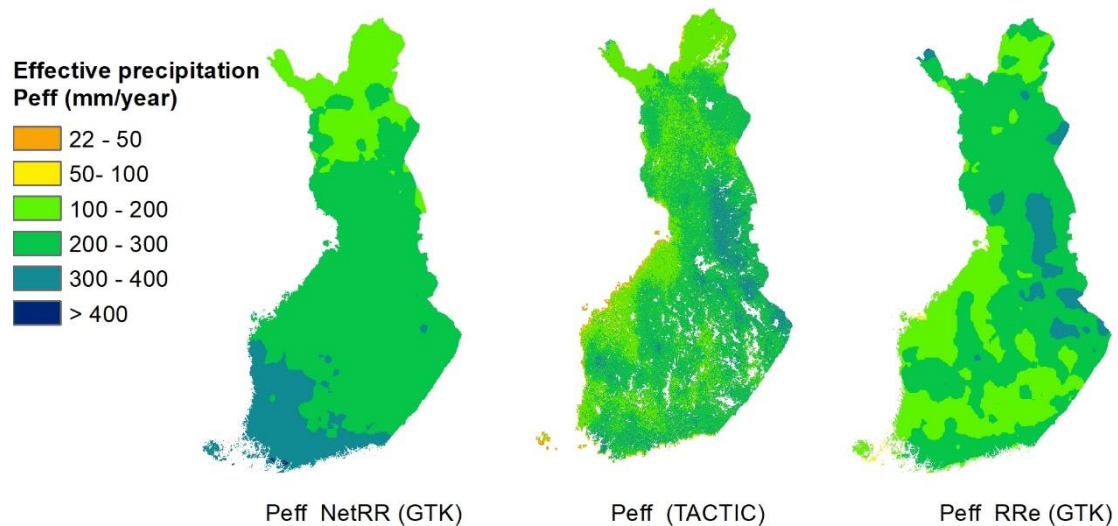 Effective precipitation
Peff (mm/year)
22 - 50
50- 100
100 - 200
200 - 300
300 - 400
> 400
Peff NetRR (GTK)
Peff (TACTIC)
Peff RRe (GTK)